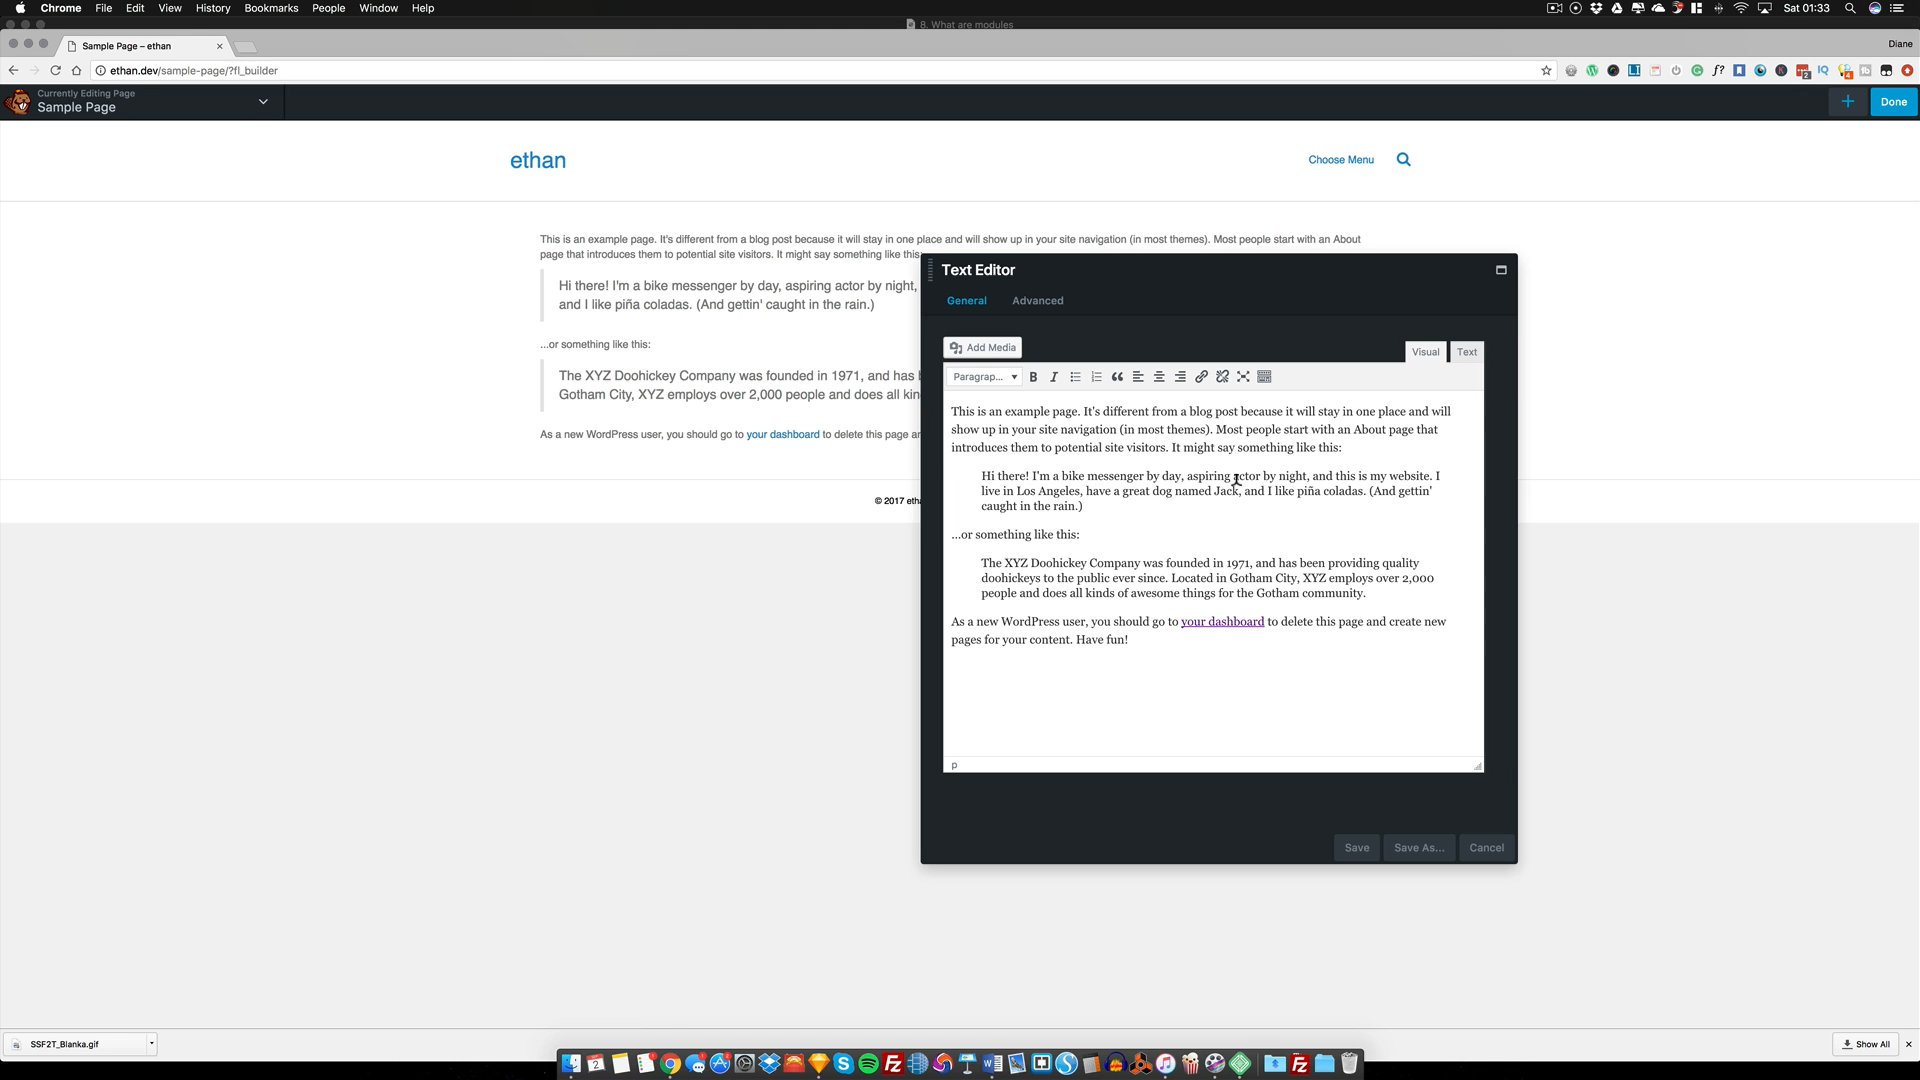 Chrome File Edit View History Bookmarks People Window Help
Sat 01:33
8. What are modules
Sample Page – ethan
Diane
ethan.dev/sample-page/?fl_builder
Currently Editing Page
Sample Page
Done
ethan
Choose Menu
This is an example page. It's different from a blog post because it will stay in one place and will show up in your site navigation (in most themes). Most people start with an About
page that introduces them to potential site visitors. It might say something like this:
Hi there! I'm a bike messenger by day, aspiring actor by night,
and I like piña coladas. (And gettin' caught in the rain.)
...or something like this:
The XYZ Doohickey Company was founded in 1971, and has
Gotham City, XYZ employs over 2,000 people and does all kin
As a new WordPress user, you should go to your dashboard to delete this page an
© 2017 etha
Text Editor
General Advanced
Add Media
Visual Text
Paragrap...
This is an example page. It's different from a blog post because it will stay in one place and will
show up in your site navigation (in most themes). Most people start with an About page that
introduces them to potential site visitors. It might say something like this:
Hi there! I'm a bike messenger by day, aspiring actor by night, and this is my website. I
live in Los Angeles, have a great dog named Jack, and I like piña coladas. (And gettin'
caught in the rain.)
...or something like this:
The XYZ Doohickey Company was founded in 1971, and has been providing quality
doohickeys to the public ever since. Located in Gotham City, XYZ employs over 2,000
people and does all kinds of awesome things for the Gotham community.
As a new WordPress user, you should go to your dashboard to delete this page and create new
pages for your content. Have fun!
p
Save Save As... Cancel
SSF2T_Blanka.gif
Show All